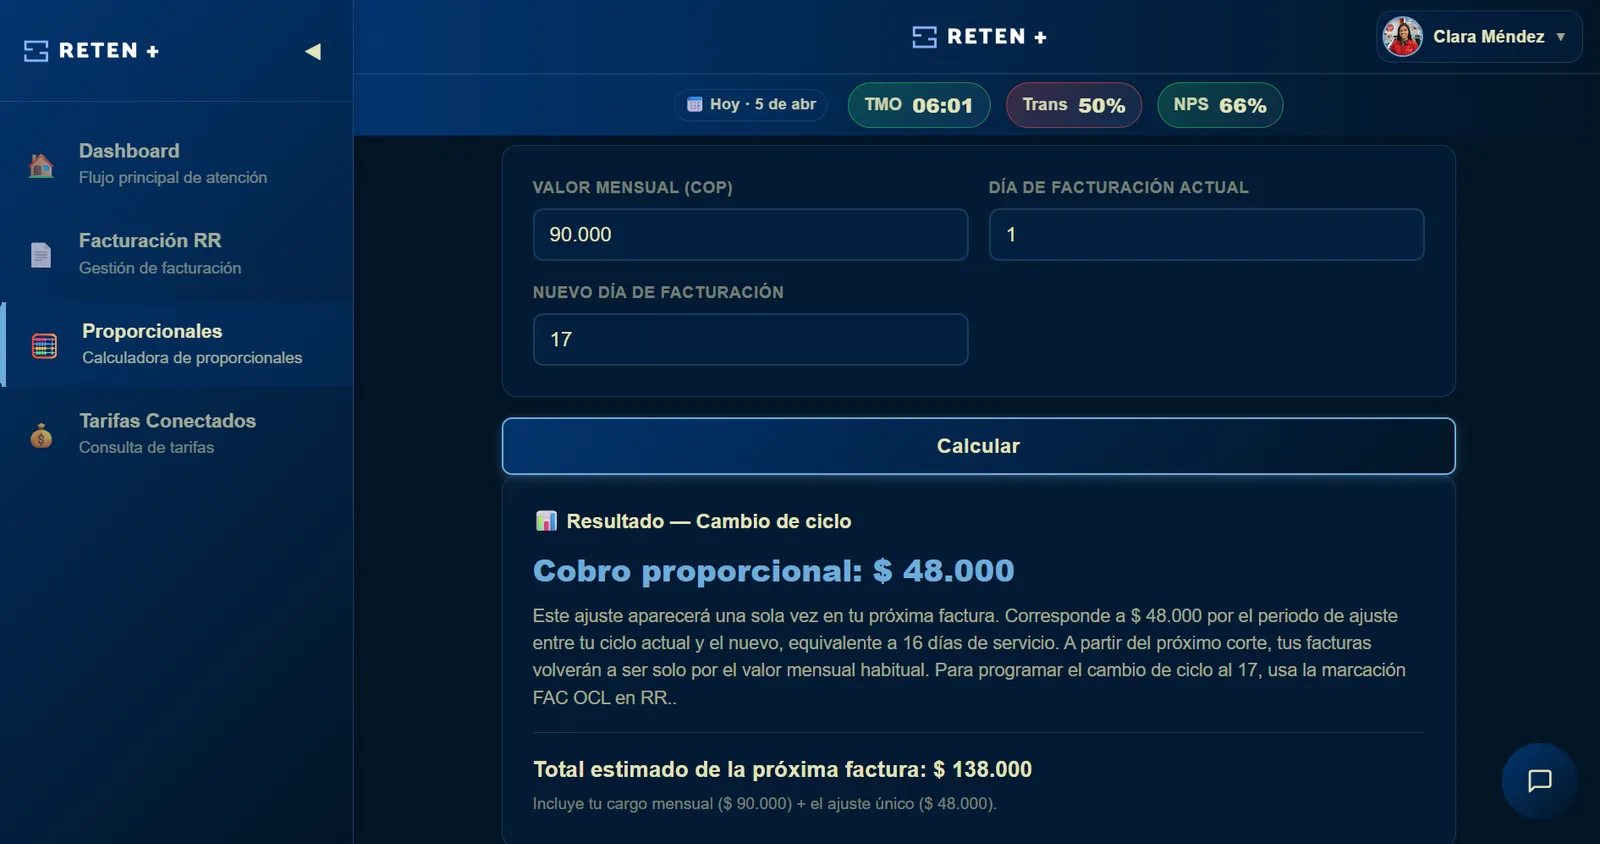 RETEN +
◀
Dashboard
Flujo principal de atención
Facturación RR
Gestión de facturación
Proporcionales
Calculadora de proporcionales
Tarifas Conectados
Consulta de tarifas
RETEN +
Clara Méndez ▼
Hoy · 5 de abr
TMO 06:01
Trans 50%
NPS 66%
VALOR MENSUAL (COP)
90.000
DÍA DE FACTURACIÓN ACTUAL
1
NUEVO DÍA DE FACTURACIÓN
17
Calcular
Resultado — Cambio de ciclo
Cobro proporcional: $ 48.000
Este ajuste aparecerá una sola vez en tu próxima factura. Corresponde a $ 48.000 por el periodo de ajuste
entre tu ciclo actual y el nuevo, equivalente a 16 días de servicio. A partir del próximo corte, tus facturas
volverán a ser solo por el valor mensual habitual. Para programar el cambio de ciclo al 17, usa la marcación
FAC OCL en RR..
Total estimado de la próxima factura: $ 138.000
Incluye tu cargo mensual ($ 90.000) + el ajuste único ($ 48.000).